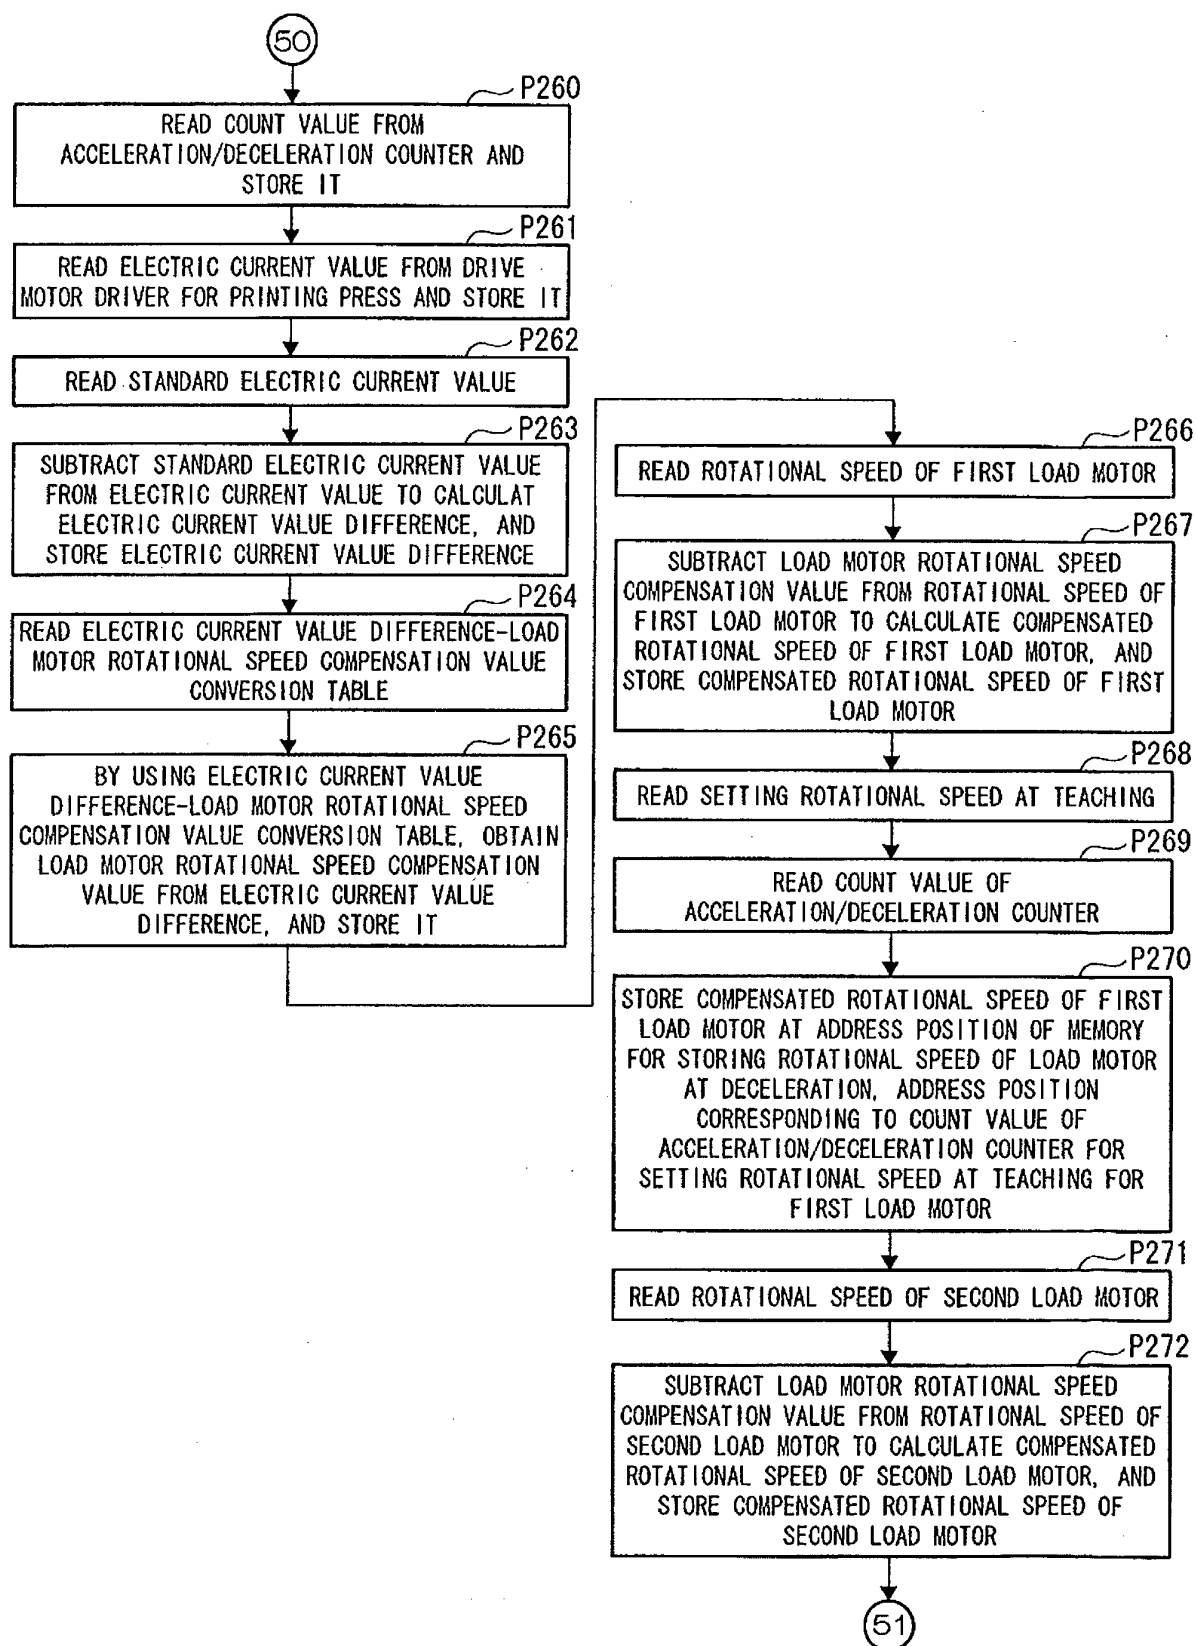 50
P260
READ COUNT VALUE FROM
ACCELERATION/DECELERATION COUNTER AND
STORE IT
P261
READ ELECTRIC CURRENT VALUE FROM DRIVE
MOTOR DRIVER FOR PRINTING PRESS AND STORE IT
P262
READ STANDARD ELECTRIC CURRENT VALUE
P263
SUBTRACT STANDARD ELECTRIC CURRENT VALUE
FROM ELECTRIC CURRENT VALUE TO CALCULAT
ELECTRIC CURRENT VALUE DIFFERENCE, AND
STORE ELECTRIC CURRENT VALUE DIFFERENCE
P264
READ ELECTRIC CURRENT VALUE DIFFERENCE-LOAD
MOTOR ROTATIONAL SPEED COMPENSATION VALUE
CONVERSION TABLE
P265
BY USING ELECTRIC CURRENT VALUE
DIFFERENCE-LOAD MOTOR ROTATIONAL SPEED
COMPENSATION VALUE CONVERSION TABLE, OBTAIN
LOAD MOTOR ROTATIONAL SPEED COMPENSATION
VALUE FROM ELECTRIC CURRENT VALUE
DIFFERENCE, AND STORE IT
P266
READ ROTATIONAL SPEED OF FIRST LOAD MOTOR
P267
SUBTRACT LOAD MOTOR ROTATIONAL SPEED
COMPENSATION VALUE FROM ROTATIONAL SPEED OF
FIRST LOAD MOTOR TO CALCULATE COMPENSATED
ROTATIONAL SPEED OF FIRST LOAD MOTOR, AND
STORE COMPENSATED ROTATIONAL SPEED OF FIRST
LOAD MOTOR
P268
READ SETTING ROTATIONAL SPEED AT TEACHING
P269
READ COUNT VALUE OF
ACCELERATION/DECELERATION COUNTER
P270
STORE COMPENSATED ROTATIONAL SPEED OF FIRST
LOAD MOTOR AT ADDRESS POSITION OF MEMORY
FOR STORING ROTATIONAL SPEED OF LOAD MOTOR
AT DECELERATION, ADDRESS POSITION
CORRESPONDING TO COUNT VALUE OF
ACCELERATION/DECELERATION COUNTER FOR
SETTING ROTATIONAL SPEED AT TEACHING FOR
FIRST LOAD MOTOR
P271
READ ROTATIONAL SPEED OF SECOND LOAD MOTOR
P272
SUBTRACT LOAD MOTOR ROTATIONAL SPEED
COMPENSATION VALUE FROM ROTATIONAL SPEED OF
SECOND LOAD MOTOR TO CALCULATE COMPENSATED
ROTATIONAL SPEED OF SECOND LOAD MOTOR, AND
STORE COMPENSATED ROTATIONAL SPEED OF
SECOND LOAD MOTOR
51